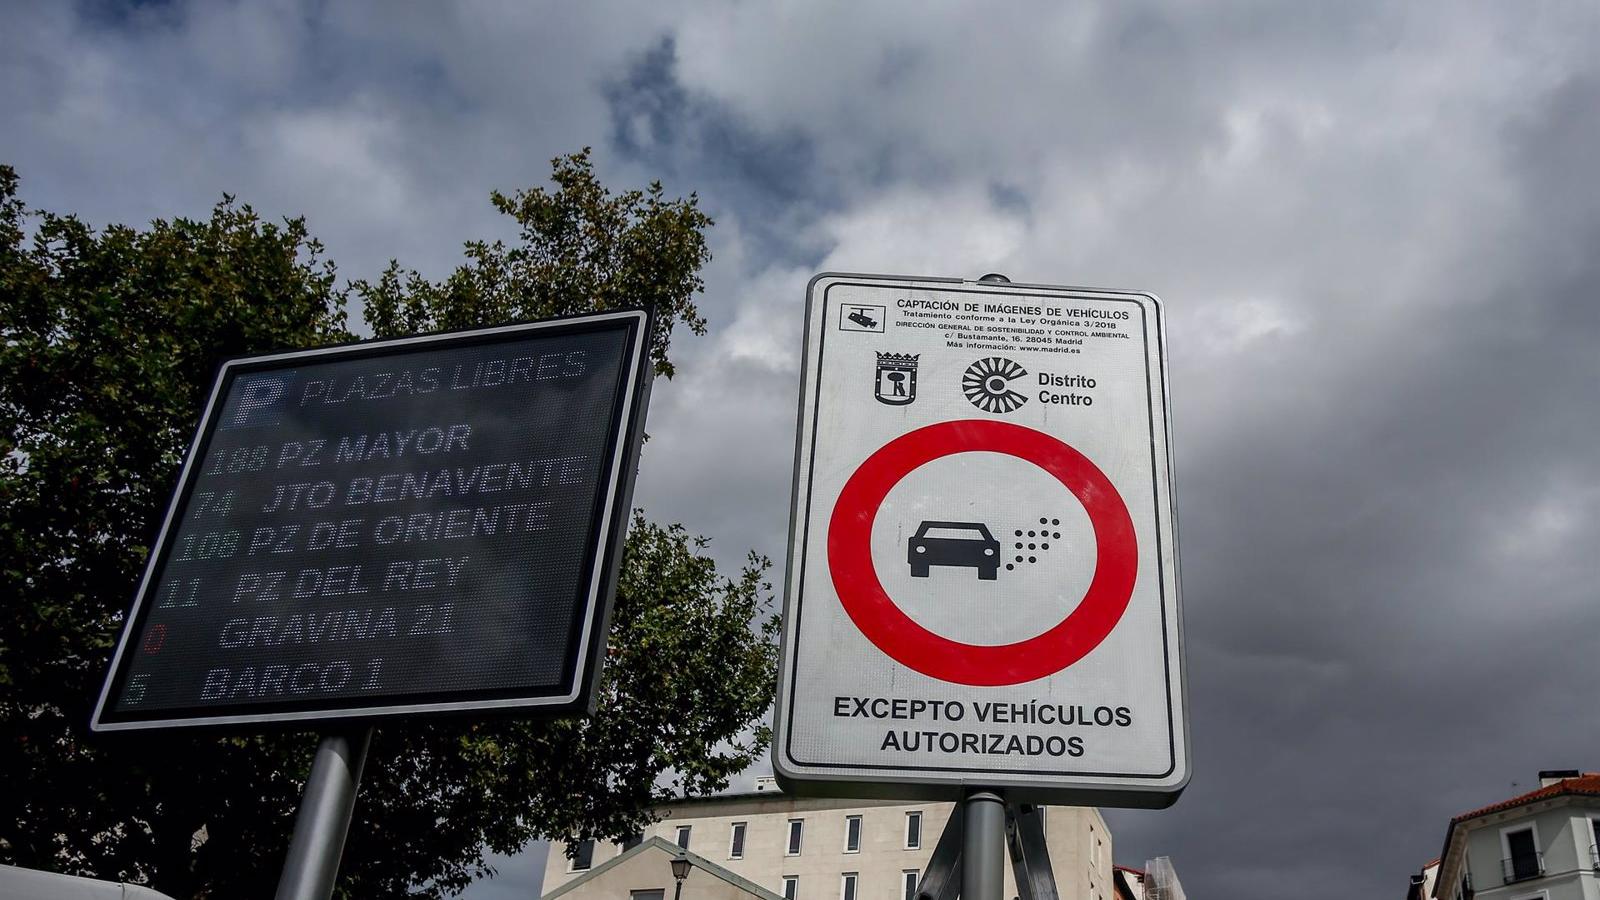 P PLAZAS LIBRES
188 PZ MAYOR
74 JTO BENAVENTE
108 PZ DE ORIENTE
11 PZ DEL REY
0 GRAVINA 21
5 BARCO 1
CAPTACIÓN DE IMÁGENES DE VEHÍCULOS
Tratamiento conforme a la Ley Orgánica 3/2018
DIRECCIÓN GENERAL DE SOSTENIBILIDAD Y CONTROL AMBIENTAL
c/ Bustamante, 16. 28045 Madrid
Más información: www.madrid.es
Distrito
Centro
EXCEPTO VEHÍCULOS
AUTORIZADOS